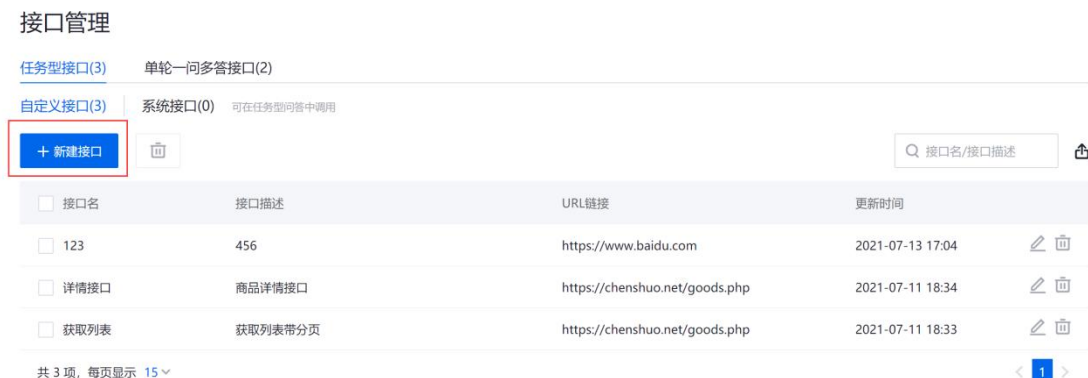 接口管理
任务型接口(3) 单轮一问多答接口(2)
自定义接口(3) 系统接口(0) 可在任务型问答中调用
+ 新建接口 接口名/接口描述
接口名 接口描述 URL链接 更新时间
123 456 https://www.baidu.com 2021-07-13 17:04
详情接口 商品详情接口 https://chenshuo.net/goods.php 2021-07-11 18:34
获取列表 获取列表带分页 https://chenshuo.net/goods.php 2021-07-11 18:33
共 3 项，每页显示 15 < 1 >